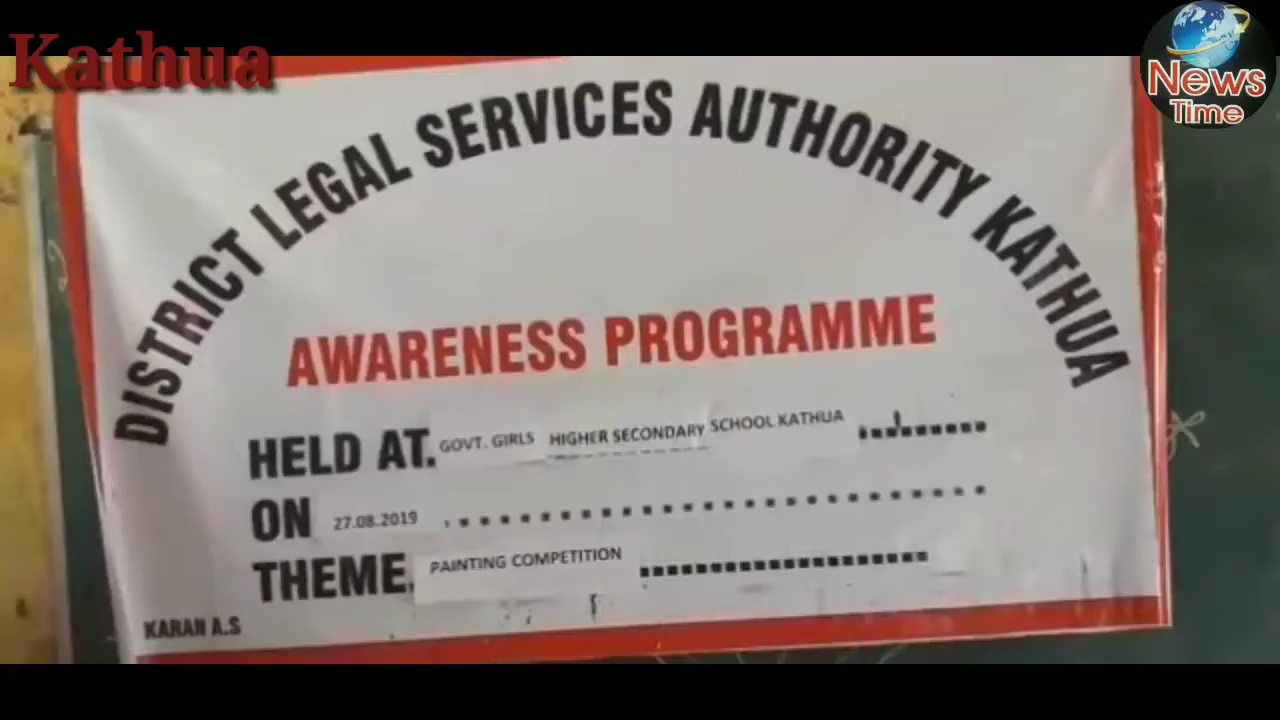 Kathua
News
Time
DISTRICT LEGAL SERVICES AUTHORITY KATHUA
AWARENESS PROGRAMME
HELD AT. GOVT. GIRLS HIGHER SECONDARY SCHOOL KATHUA
ON 27.08.2019
THEME. PAINTING COMPETITION
KARAN A.S